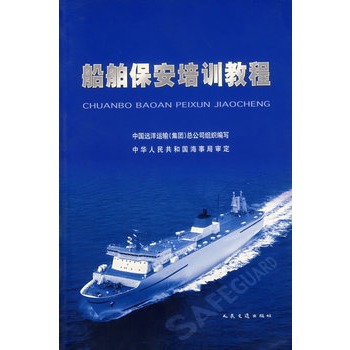 船舶保安培训教程
CHUANBO BAOAN PEIXUN JIAOCHENG
中国远洋运输(集团)总公司组织编写
中华人民共和国海事局审定
SAFEGUARD
人民交通出版社